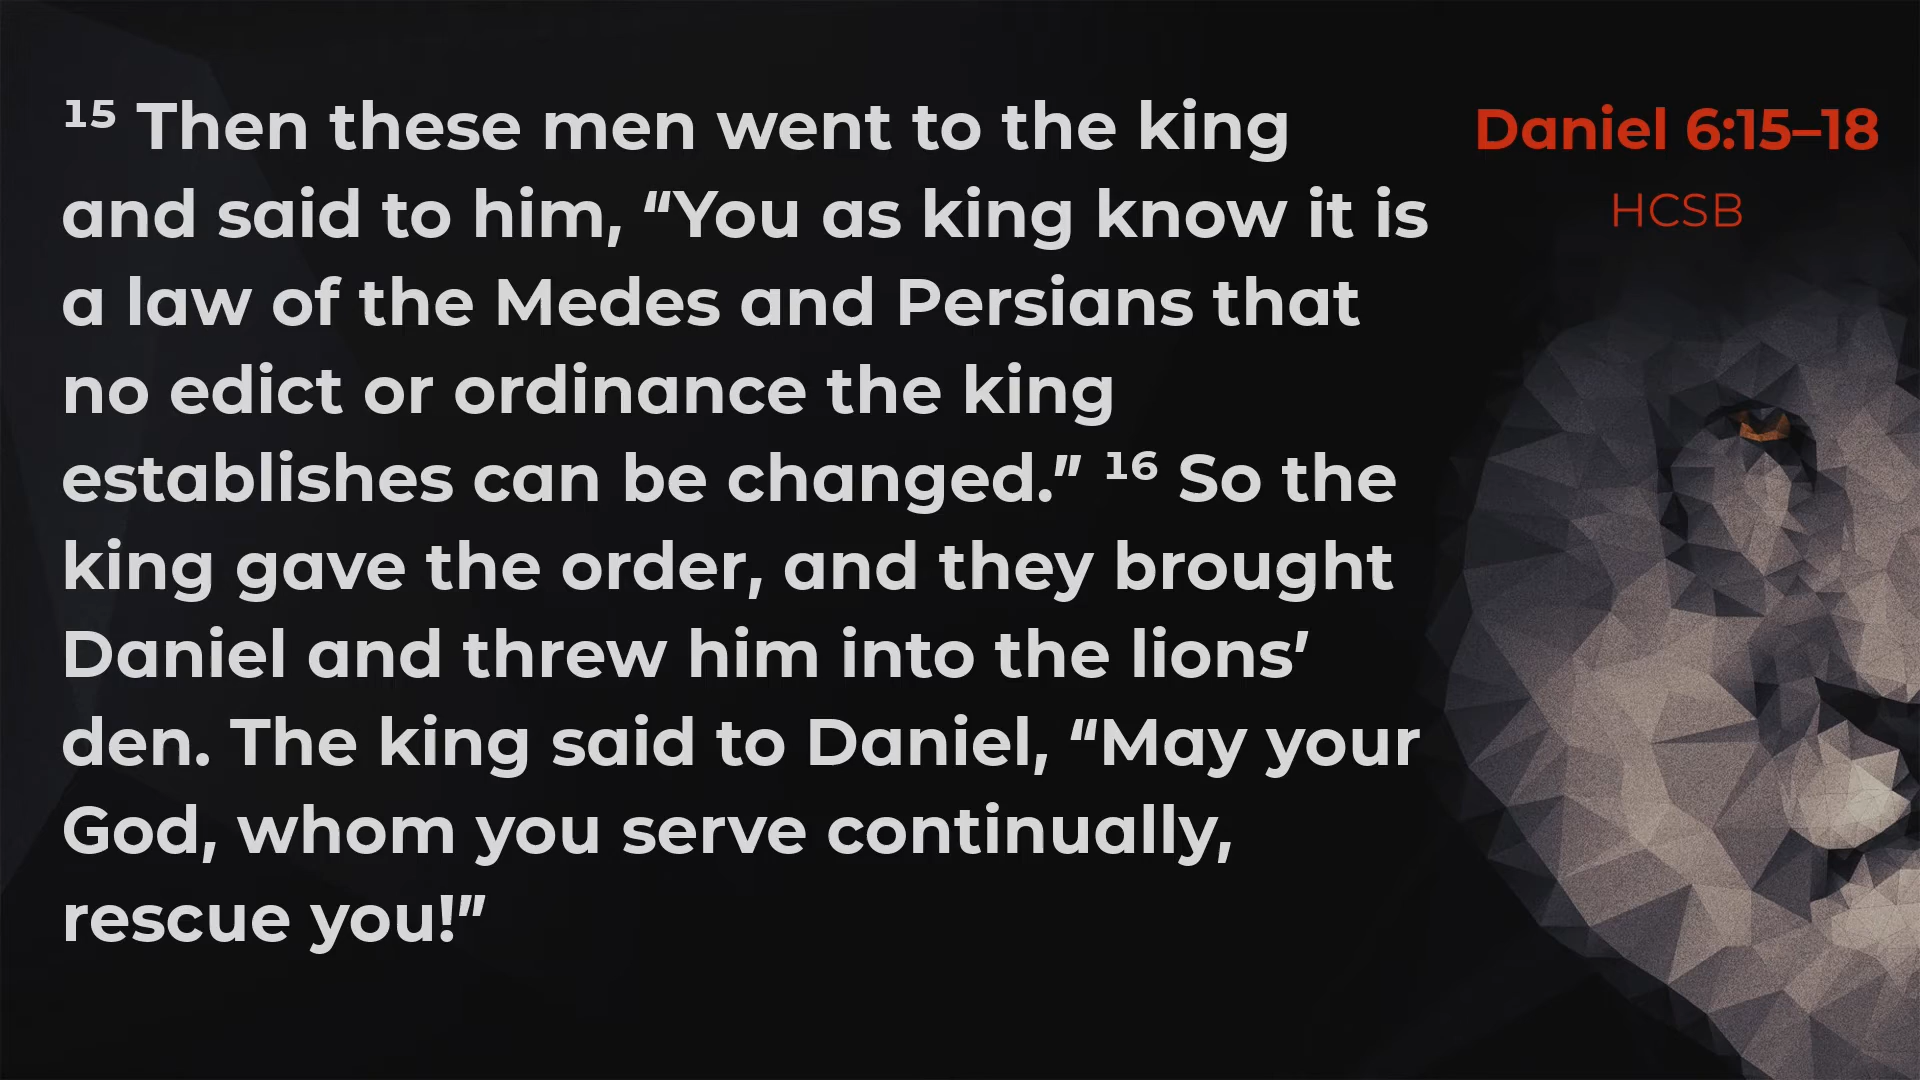 ¹⁵ Then these men went to the king
and said to him, “You as king know it is
a law of the Medes and Persians that
no edict or ordinance the king
establishes can be changed.” ¹⁶ So the
king gave the order, and they brought
Daniel and threw him into the lions’
den. The king said to Daniel, “May your
God, whom you serve continually,
rescue you!”
Daniel 6:15–18
HCSB